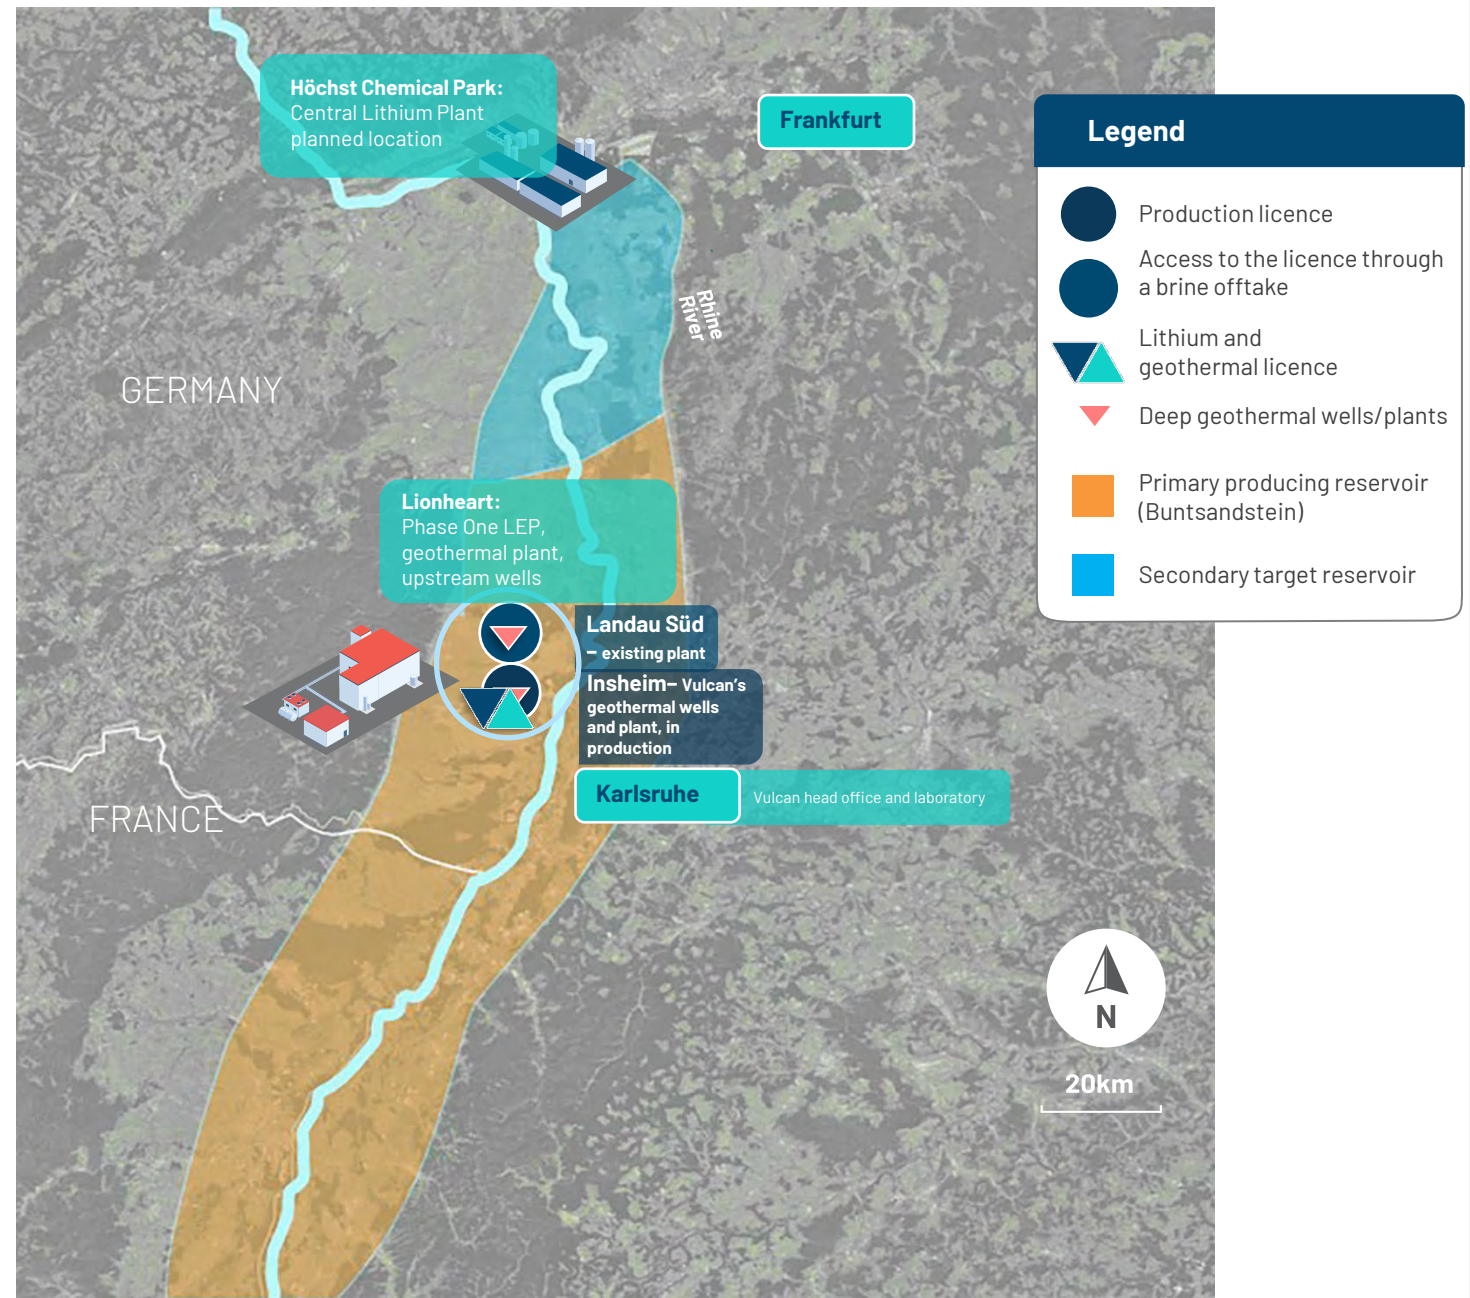 Höchst Chemical Park:
Central Lithium Plant
planned location
Frankfurt
Legend
Production licence
Access to the licence through
a brine offtake
Lithium and
geothermal licence
Deep geothermal wells/plants
Primary producing reservoir
(Buntsandstein)
Secondary target reservoir
Rhine
River
GERMANY
Lionheart:
Phase One LEP,
geothermal plant,
upstream wells
Landau Süd
– existing plant
Insheim– Vulcan's
geothermal wells
and plant, in
production
Karlsruhe
Vulcan head office and laboratory
FRANCE
N
20km